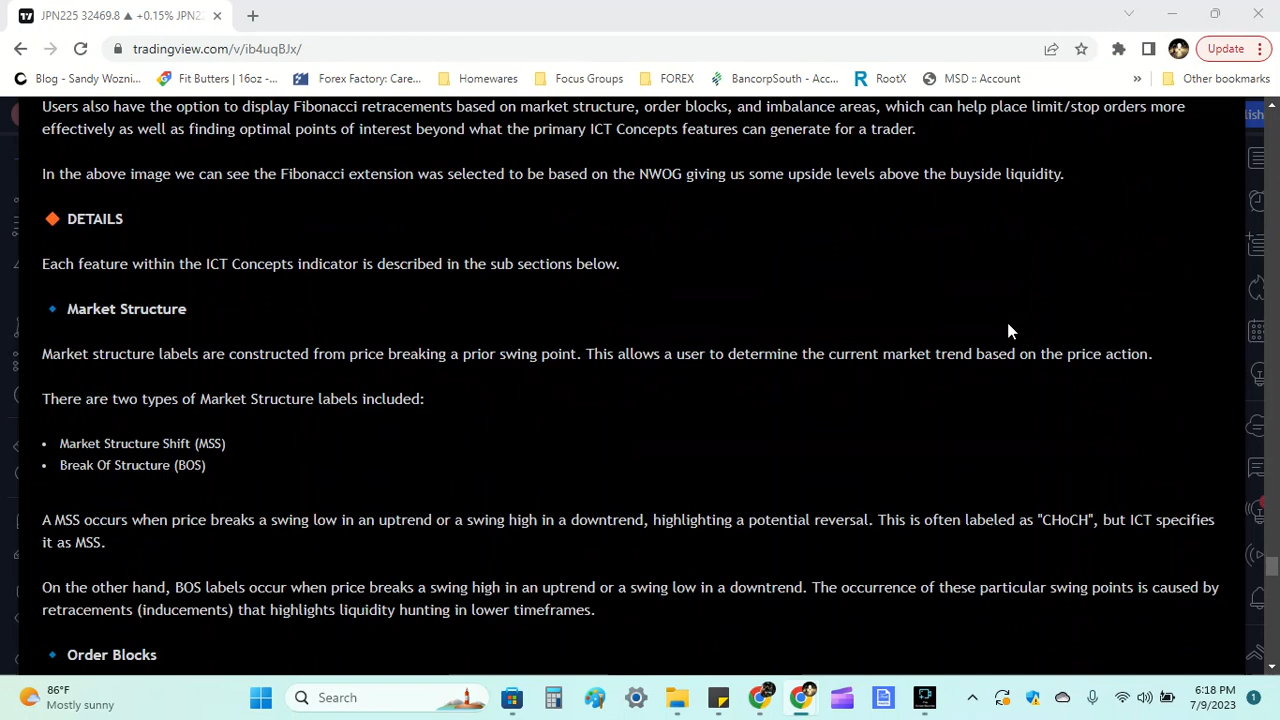 JPN225 32469.8 ▲ +0.15% JPN22
tradingview.com/v/ib4uqBJx/
Update
Blog - Sandy Wozni...
Fit Butters | 16oz -...
Forex Factory: Care...
Homewares
Focus Groups
FOREX
BancorpSouth - Acc...
RootX
MSD :: Account
»
Other bookmarks
Users also have the option to display Fibonacci retracements based on market structure, order blocks, and imbalance areas, which can help place limit/stop orders more
effectively as well as finding optimal points of interest beyond what the primary ICT Concepts features can generate for a trader.
In the above image we can see the Fibonacci extension was selected to be based on the NWOG giving us some upside levels above the buyside liquidity.
DETAILS
Each feature within the ICT Concepts indicator is described in the sub sections below.
Market Structure
Market structure labels are constructed from price breaking a prior swing point. This allows a user to determine the current market trend based on the price action.
There are two types of Market Structure labels included:
• Market Structure Shift (MSS)
• Break Of Structure (BOS)
A MSS occurs when price breaks a swing low in an uptrend or a swing high in a downtrend, highlighting a potential reversal. This is often labeled as "CHoCH", but ICT specifies
it as MSS.
On the other hand, BOS labels occur when price breaks a swing high in an uptrend or a swing low in a downtrend. The occurrence of these particular swing points is caused by
retracements (inducements) that highlights liquidity hunting in lower timeframes.
Order Blocks
lish
86°F
Mostly sunny
Search
6:18 PM
7/9/2023
1